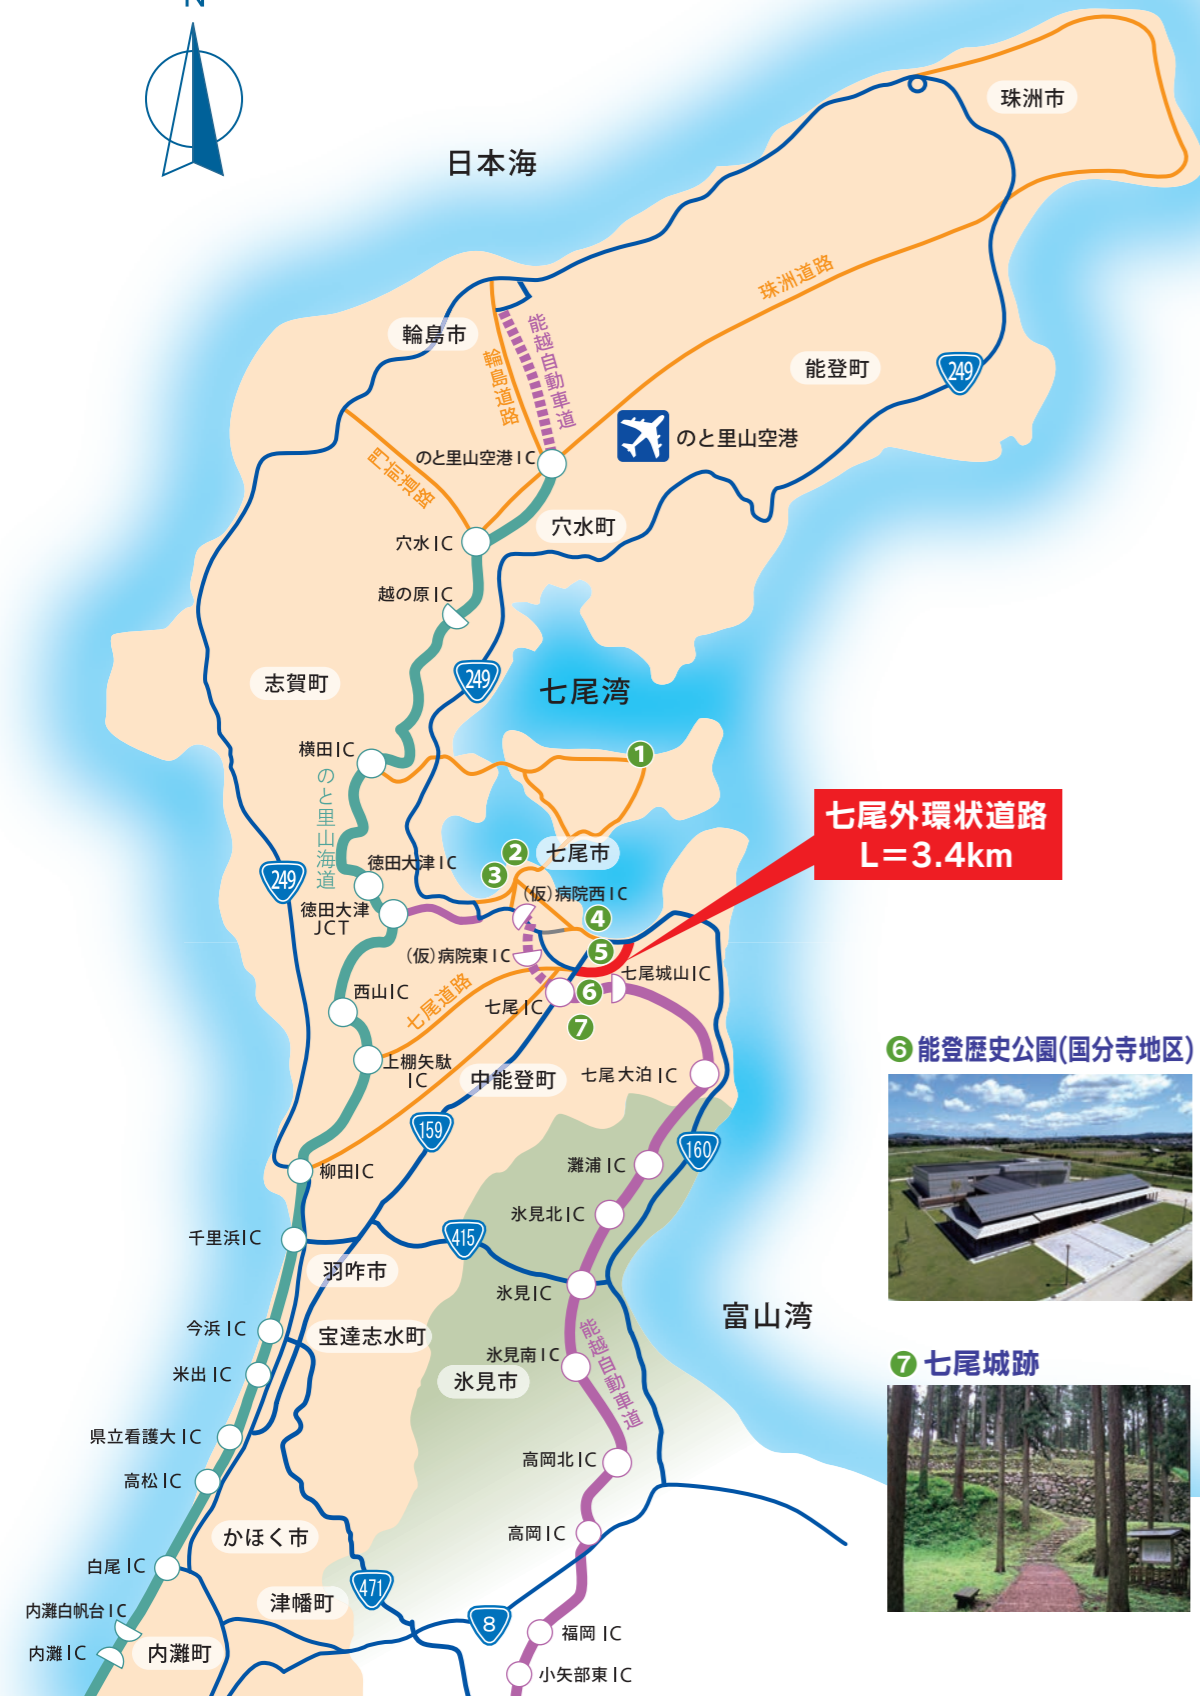 N
日本海
珠洲市
珠洲道路
輪島市
能越自動車道
輪島道路
能登町
249
のと里山空港
のと里山空港IC
門前道路
穴水町
穴水IC
越の原IC
249
志賀町
七尾湾
横田IC
1
のと里山海道
七尾外環状道路
L=3.4km
2
七尾市
徳田大津IC
3
249
(仮)病院西IC
徳田大津
JCT
4
(仮)病院東IC
5
七尾城山IC
西山IC
七尾道路
七尾IC
6
7
上棚矢駄
IC
中能登町
七尾大泊IC
6能登歴史公園(国分寺地区)
159
160
灘浦IC
柳田IC
氷見北IC
千里浜IC
415
羽咋市
氷見IC
富山湾
今浜IC
宝達志水町
能越自動車道
氷見南IC
7七尾城跡
米出IC
氷見市
県立看護大IC
高岡北IC
高松IC
かほく市
高岡IC
白尾IC
471
津幡町
内灘白帆台IC
8
福岡IC
内灘IC
内灘町
小矢部東IC